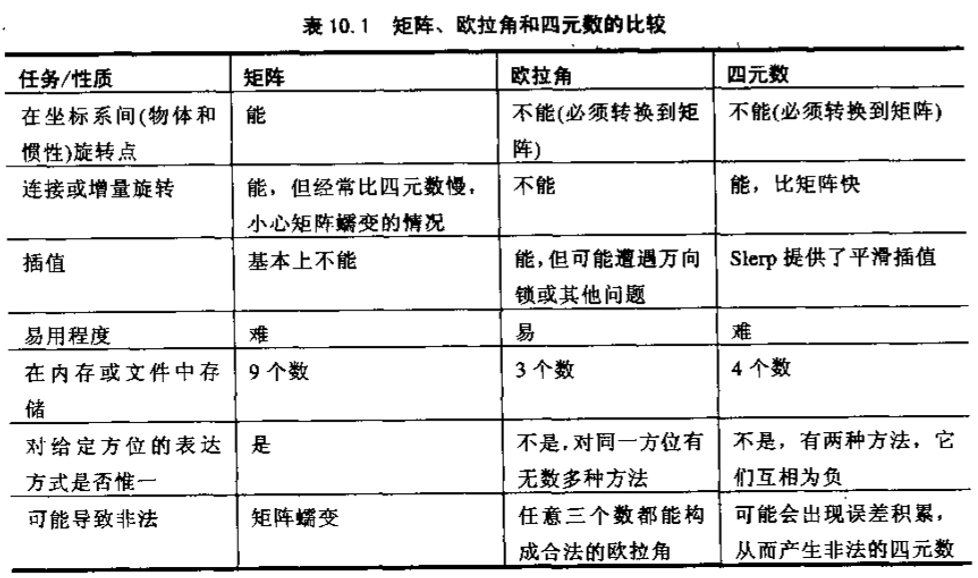 表 10.1 矩阵、欧拉角和四元数的比较
任务/性质 矩阵 欧拉角 四元数
在坐标系间(物体和 能 不能(必须转换到矩 不能(必须转换到矩阵)
惯性)旋转点 阵)
连接或增量旋转 能，但经常比四元数慢， 不能 能，比矩阵快
小心矩阵蠕变的情况
插值 基本上不能 能，但可能遭遇万向 Slerp 提供了平滑插值
锁或其他问题
易用程度 难 易 难
在内存或文件中存 9 个数 3 个数 4 个数
储
对给定方位的表达 是 不是，对同一方位有 不是，有两种方法，它
方式是否惟一 无数多种方法 们互相为负
可能导致非法 矩阵蠕变 任意三个数都能构 可能会出现误差积累，
成合法的欧拉角 从而产生非法的四元数